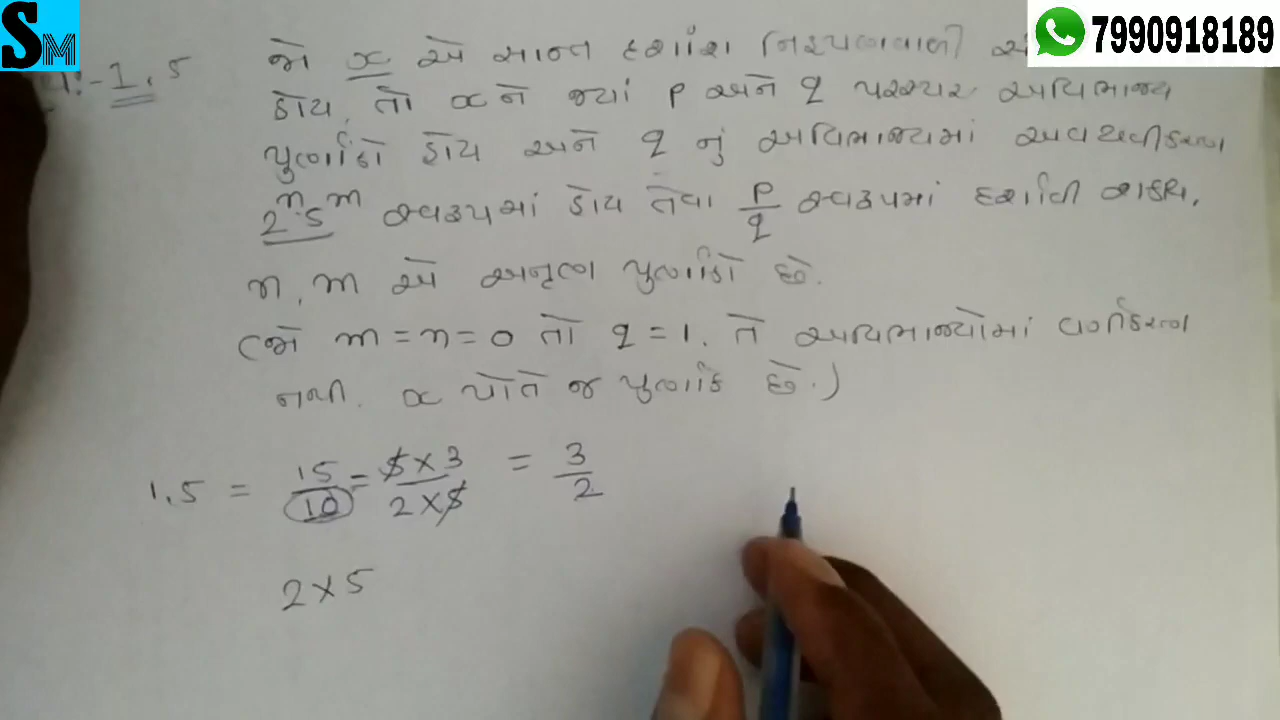 SM
7990918189
:-1.5 જો x એ સાન્ત દશાંશ નિરૂપણવાળી
હોય, તો x ને જ્યાં p અને q પરસ્પર અવિભાજ્ય
પુર્ણાંકો હોય અને q નું અવિભાજ્યમાં અવયવીકરણ
2ⁿ·5ᵐ સ્વરૂપમાં હોય તેવા p/q સ્વરૂપમાં દર્શાવી શકાય,
n, m એ અનૃણ પુર્ણાંકો છે.
(જો m = n = 0 તો q = 1. તે અવિભાજ્યોમાં વર્ગીકરણ
નથી. x પોતે જ પુર્ણાંક છે.)
1.5 = 15/10 = 5×3/2×5 = 3/2
2×5